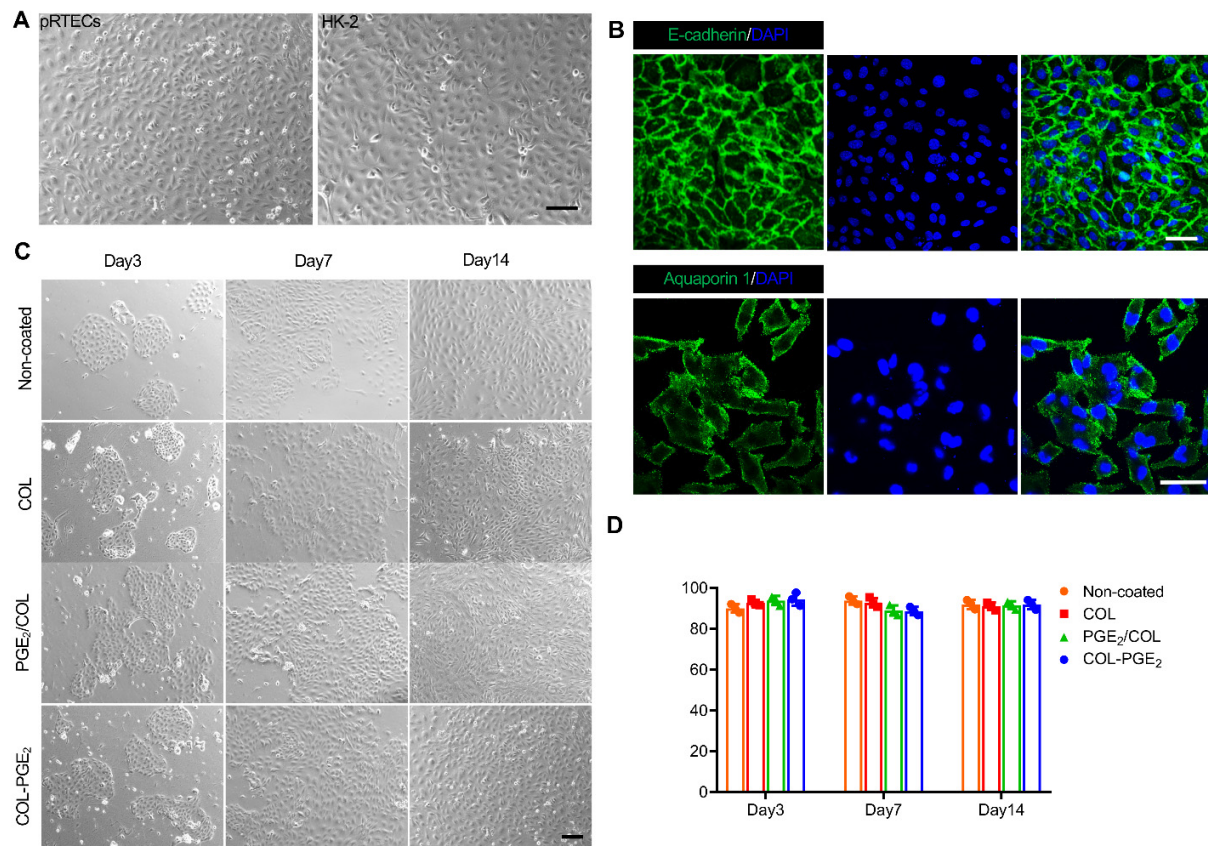 A
pRTECs
HK-2
B
E-cadherin/DAPI
Aquaporin 1/DAPI
C
Day3 Day7 Day14
Non-coated
COL
PGE₂/COL
COL-PGE₂
D
100
80
60
40
20
0
Day3 Day7 Day14
Non-coated
COL
PGE₂/COL
COL-PGE₂